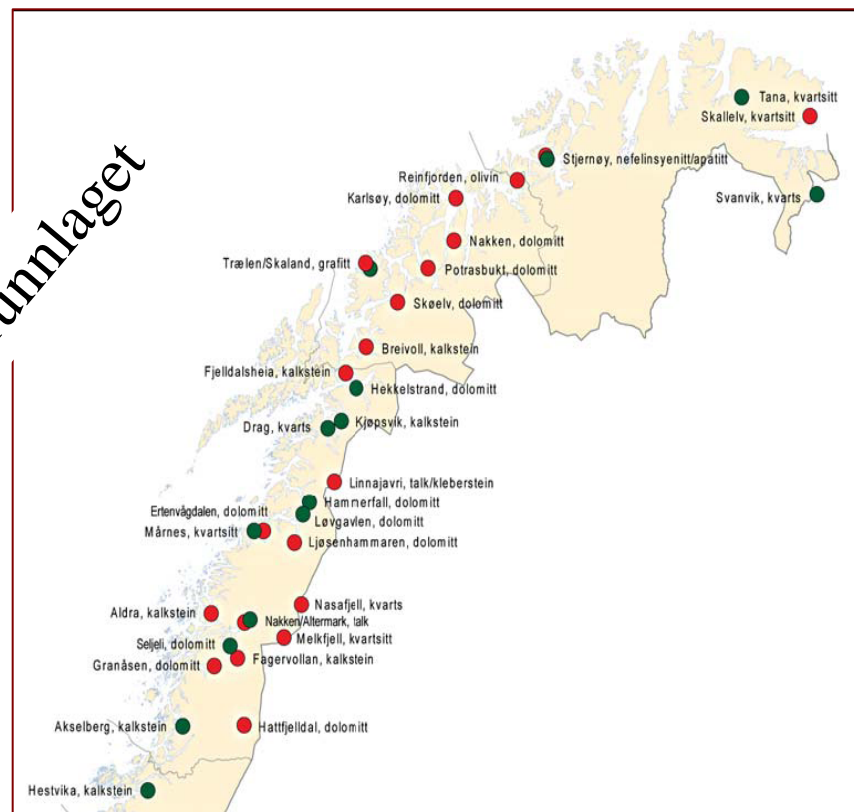 unnlaget
Tana, kvartsitt
Skallelv, kvartsitt
Stjernøy, nefelinsyenitt/apatitt
Reinfjorden, olivin
Karlsøy, dolomitt
Svanvik, kvarts
Nakken, dolomitt
Trælen/Skaland, grafitt
Potrasbukt, dolomitt
Skøelv, dolomitt
Breivoll, kalkstein
Fjelldalsheia, kalkstein
Hekkelstrand, dolomitt
Kjøpsvik, kalkstein
Drag, kvarts
Linnajavri, talk/kleberstein
Hammerfall, dolomitt
Ertenvågdalen, dolomitt
Løvgavlen, dolomitt
Mårnes, kvartsitt
Ljøsenhammaren, dolomitt
Nasafjell, kvarts
Aldra, kalkstein
Nakken/Altermark, talk
Melkfjell, kvartsitt
Seljeli, dolomitt
Fagervollan, kalkstein
Granåsen, dolomitt
Akselberg, kalkstein
Hattfjelldal, dolomitt
Hestvika, kalkstein